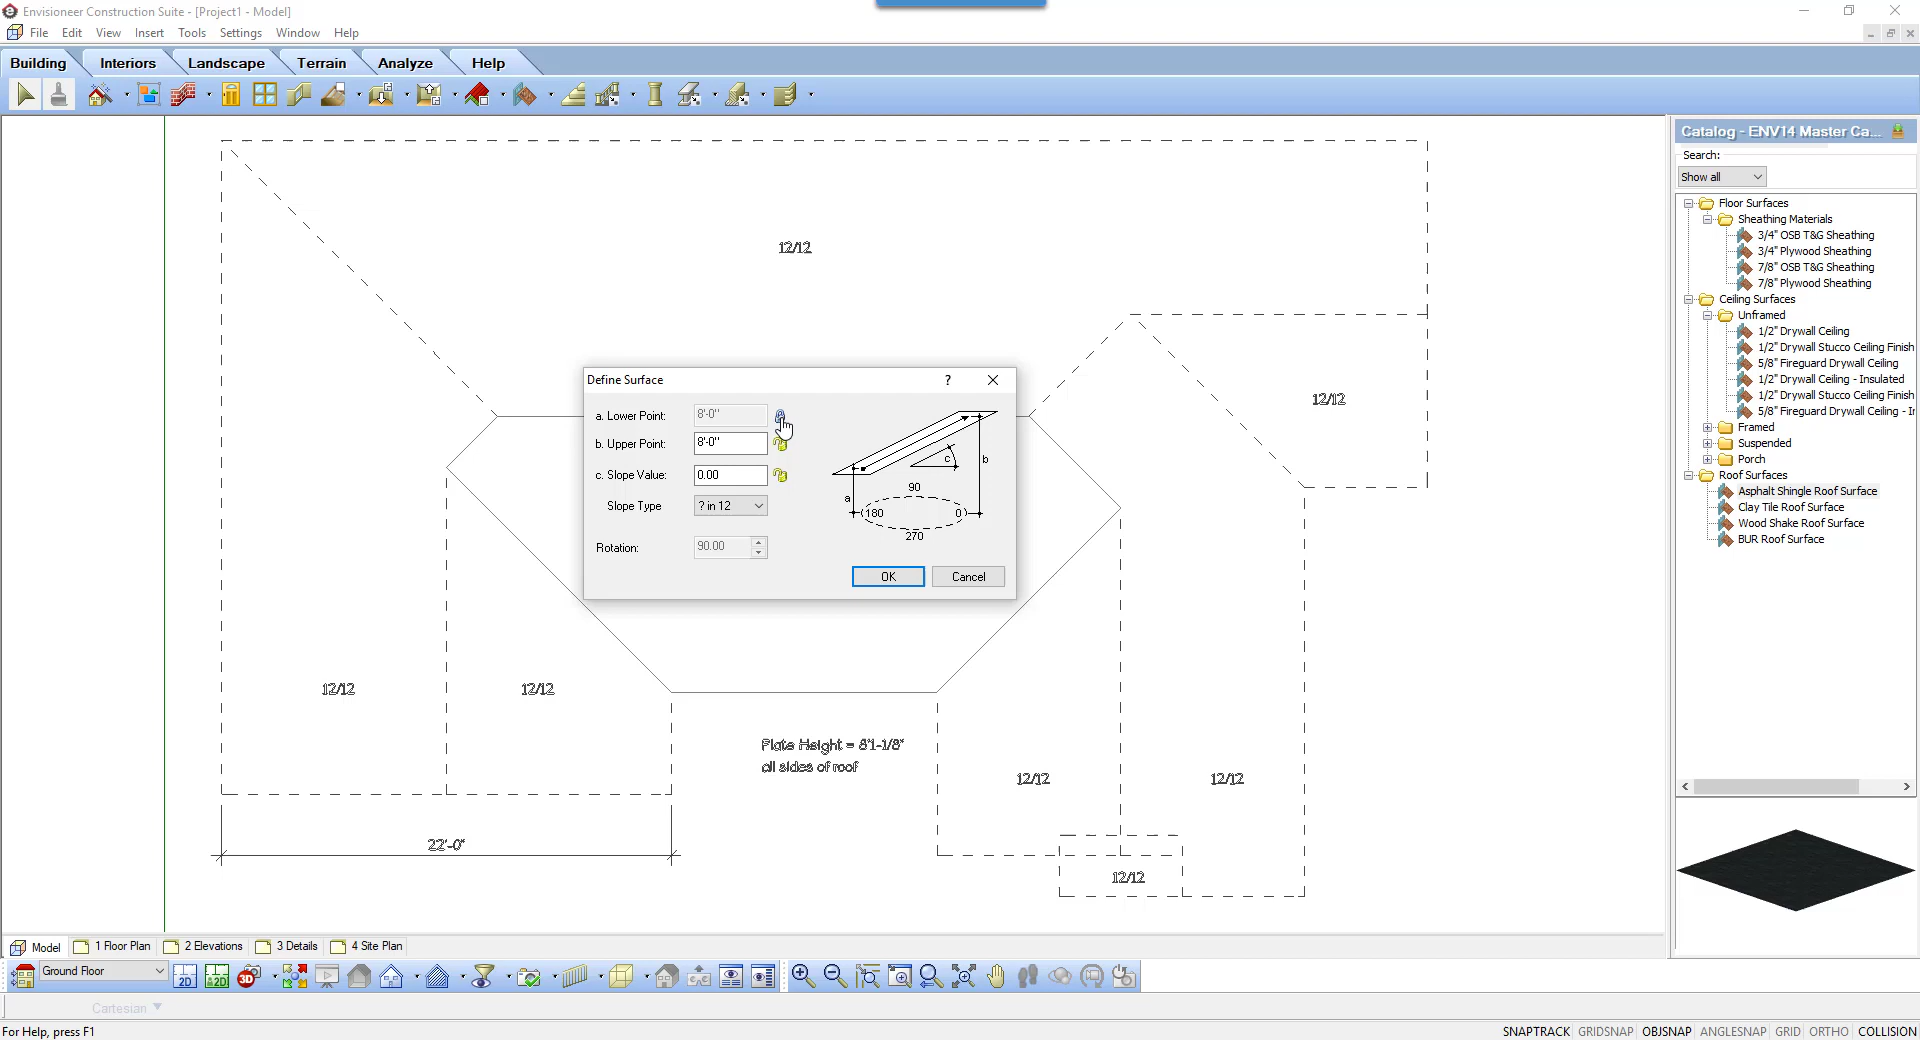 Envisioneer Construction Suite - [Project1 - Model]
File Edit View Insert Tools Settings Window Help
Building Interiors Landscape Terrain Analyze Help
Catalog - ENV14 Master Ca...
Search:
Show all
Floor Surfaces
Sheathing Materials
3/4" OSB T&G Sheathing
3/4" Plywood Sheathing
7/8" OSB T&G Sheathing
7/8" Plywood Sheathing
Ceiling Surfaces
Unframed
1/2" Drywall Ceiling
1/2" Drywall Stucco Ceiling Finish
5/8" Fireguard Drywall Ceiling
1/2" Drywall Ceiling - Insulated
1/2" Drywall Stucco Ceiling Finish
5/8" Fireguard Drywall Ceiling - In
Framed
Suspended
Porch
Roof Surfaces
Asphalt Shingle Roof Surface
Clay Tile Roof Surface
Wood Shake Roof Surface
BUR Roof Surface
12/12
12/12
Define Surface ?
a. Lower Point: 8'-0"
b. Upper Point: 8'-0"
c. Slope Value: 0.00
Slope Type ? in 12
Rotation: 90.00
a b c
90
180 0
270
OK Cancel
12/12 12/12
Plate Height = 8'1-1/8"
all sides of roof
12/12 12/12
22'-0"
12/12
Model 1 Floor Plan 2 Elevations 3 Details 4 Site Plan
Ground Floor 2D 2D 3D
Cartesian
For Help, press F1
SNAPTRACK GRIDSNAP OBJSNAP ANGLESNAP GRID ORTHO COLLISION